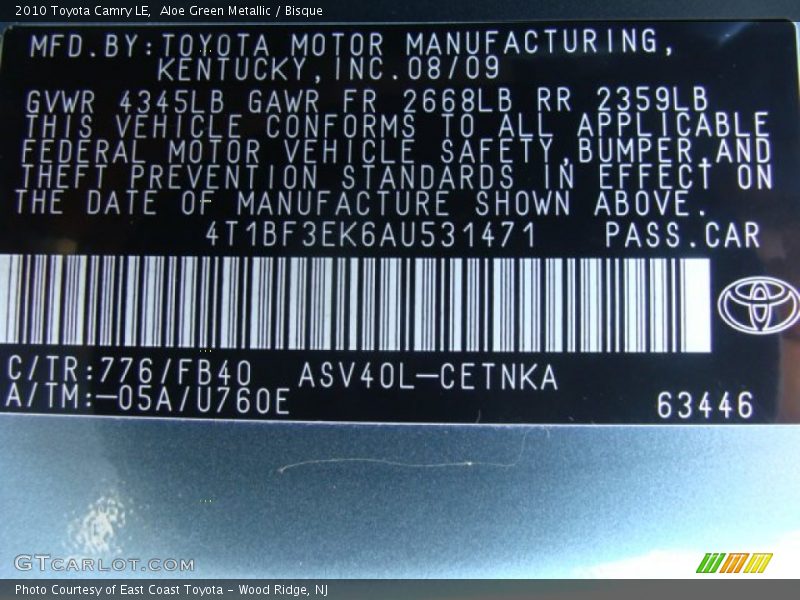 2010 Toyota Camry LE,  Aloe Green Metallic / Bisque
MFD.BY:TOYOTA MOTOR MANUFACTURING,
KENTUCKY,INC.08/09
GVWR 4345LB GAWR FR 2668LB RR 2359LB
THIS VEHICLE CONFORMS TO ALL APPLICABLE
FEDERAL MOTOR VEHICLE SAFETY,BUMPER,AND
THEFT PREVENTION STANDARDS IN EFFECT ON
THE DATE OF MANUFACTURE SHOWN ABOVE.
4T1BF3EK6AU531471 PASS.CAR
C/TR:776/FB40 ASV40L-CETNKA
A/TM:-05A/U760E
63446
GTCARLOT.COM
Photo Courtesy of East Coast Toyota - Wood Ridge, NJ